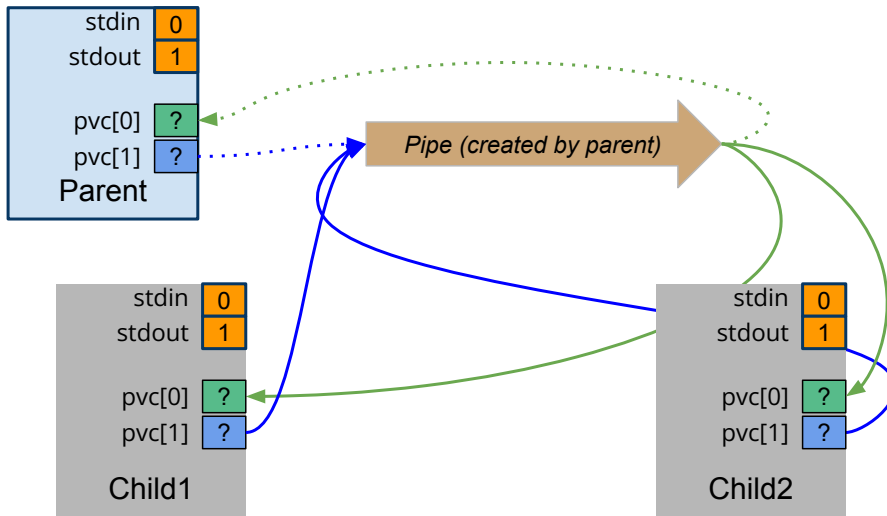 stdin 0
stdout 1
pvc[0] ?
pvc[1] ?
Parent
Pipe (created by parent)
stdin 0
stdout 1
pvc[0] ?
pvc[1] ?
Child1
stdin 0
stdout 1
pvc[0] ?
pvc[1] ?
Child2